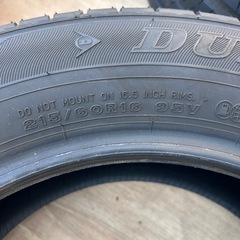 DU
DO NOT MOUNT ON 16.5 INCH RIMS.
215/60R16 95V